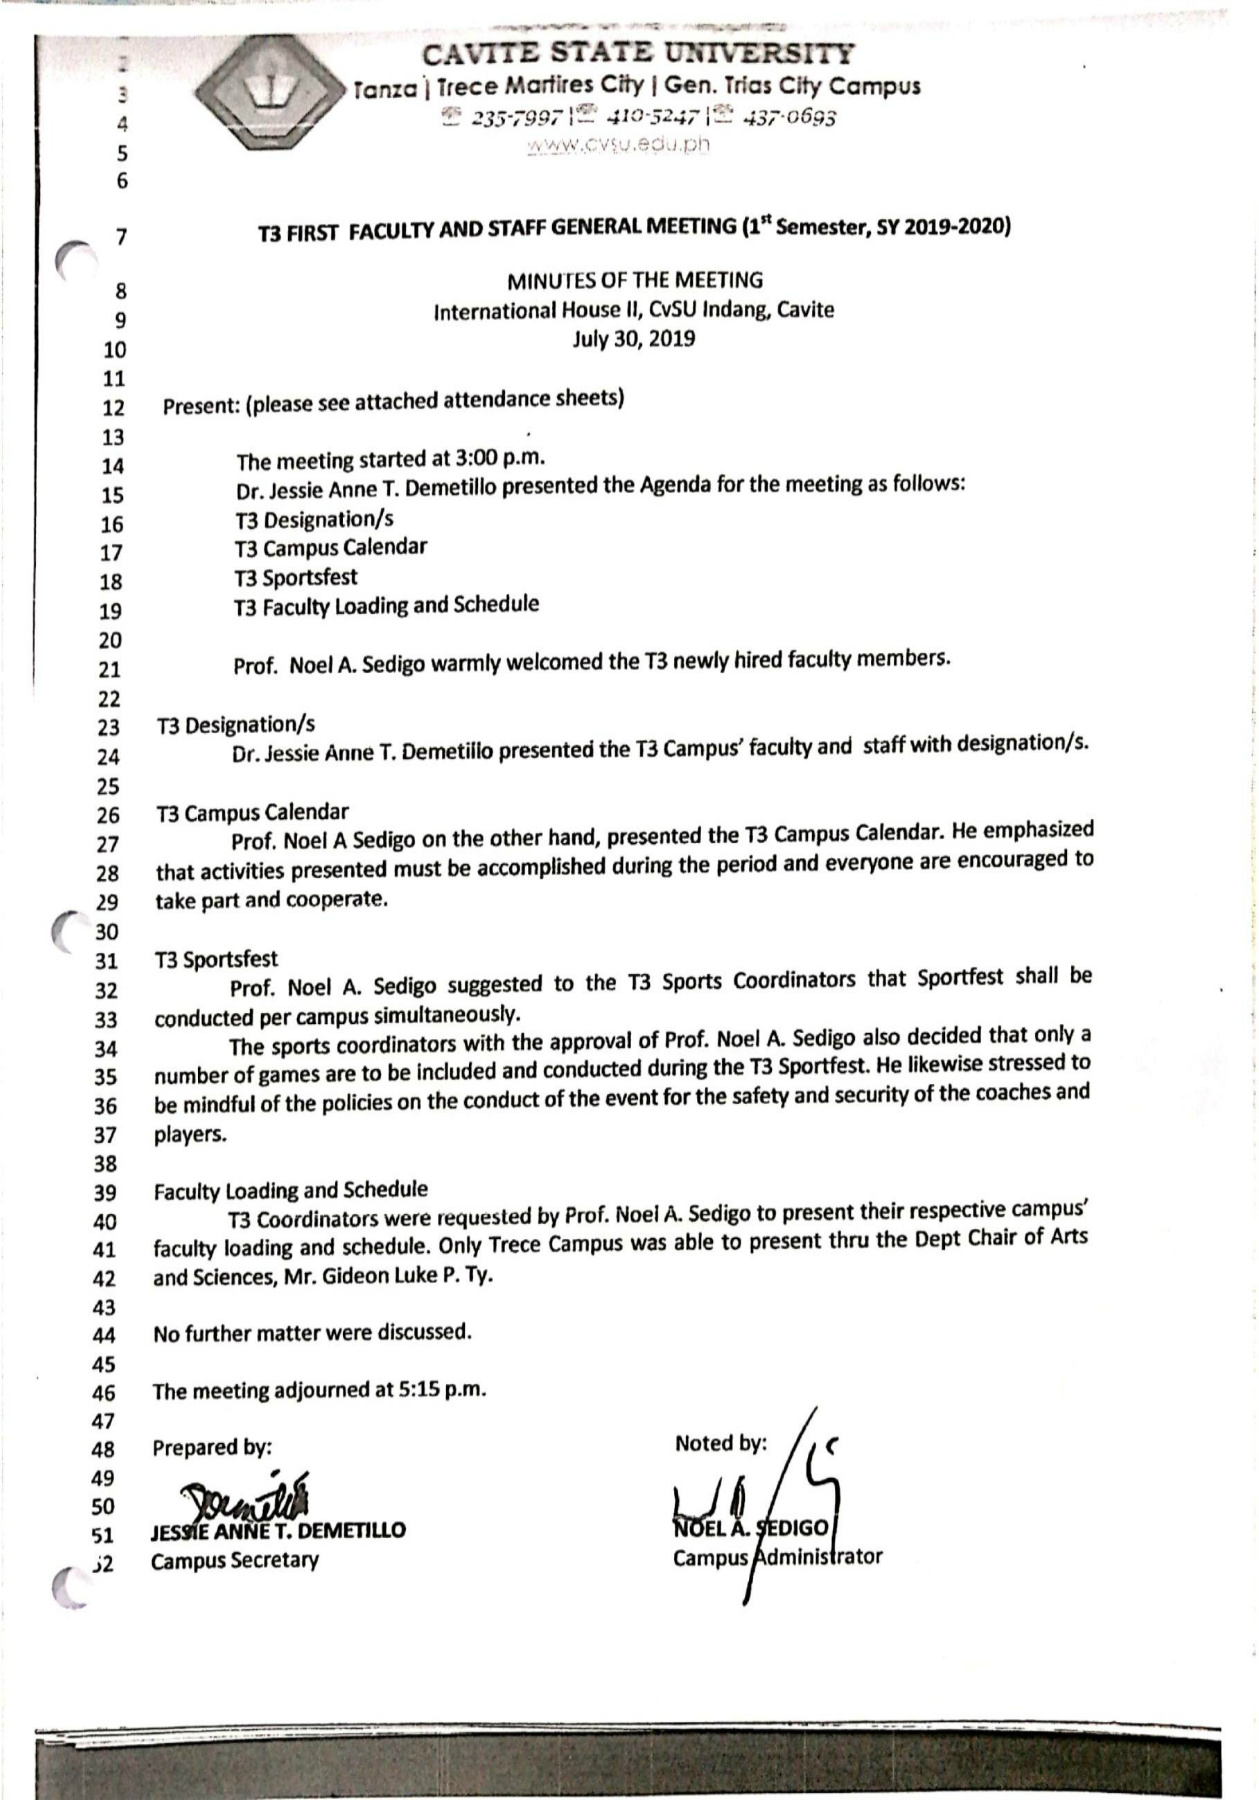 CAVITE STATE UNIVERSITY
Tanza | Trece Martires City | Gen. Trias City Campus
☏ 235-7997 |☏ 410-5247 |☏ 437-0693
www.cvsu.edu.ph
2
3
4
5
6
7 T3 FIRST FACULTY AND STAFF GENERAL MEETING (1st Semester, SY 2019-2020)
8 MINUTES OF THE MEETING
9 International House II, CvSU Indang, Cavite
10 July 30, 2019
11
12 Present: (please see attached attendance sheets)
13
14 The meeting started at 3:00 p.m.
15 Dr. Jessie Anne T. Demetillo presented the Agenda for the meeting as follows:
16 T3 Designation/s
17 T3 Campus Calendar
18 T3 Sportsfest
19 T3 Faculty Loading and Schedule
20
21 Prof. Noel A. Sedigo warmly welcomed the T3 newly hired faculty members.
22
23 T3 Designation/s
24 Dr. Jessie Anne T. Demetillo presented the T3 Campus' faculty and staff with designation/s.
25
26 T3 Campus Calendar
27 Prof. Noel A Sedigo on the other hand, presented the T3 Campus Calendar. He emphasized
28 that activities presented must be accomplished during the period and everyone are encouraged to
29 take part and cooperate.
30
31 T3 Sportsfest
32 Prof. Noel A. Sedigo suggested to the T3 Sports Coordinators that Sportfest shall be
33 conducted per campus simultaneously.
34 The sports coordinators with the approval of Prof. Noel A. Sedigo also decided that only a
35 number of games are to be included and conducted during the T3 Sportfest. He likewise stressed to
36 be mindful of the policies on the conduct of the event for the safety and security of the coaches and
37 players.
38
39 Faculty Loading and Schedule
40 T3 Coordinators were requested by Prof. Noel A. Sedigo to present their respective campus'
41 faculty loading and schedule. Only Trece Campus was able to present thru the Dept Chair of Arts
42 and Sciences, Mr. Gideon Luke P. Ty.
43
44 No further matter were discussed.
45
46 The meeting adjourned at 5:15 p.m.
47
48 Prepared by: Noted by:
49
50
51 JESSIE ANNE T. DEMETILLO NOEL A. SEDIGO
52 Campus Secretary Campus Administrator